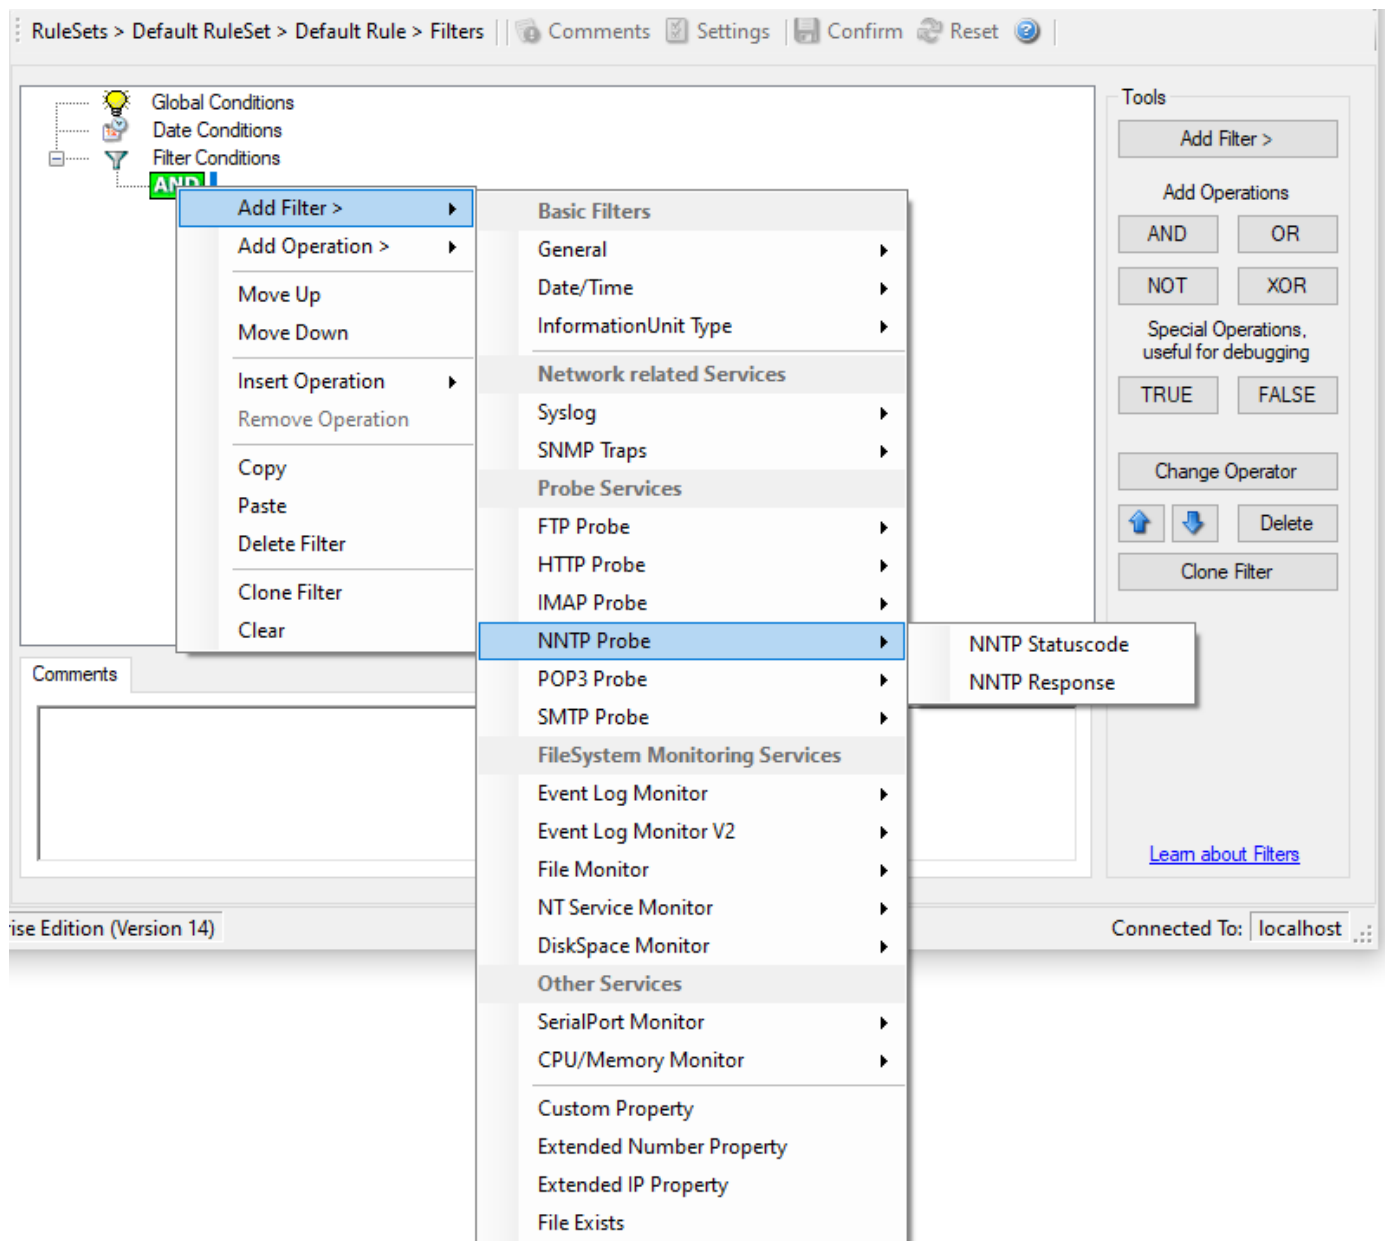 RuleSets > Default RuleSet > Default Rule > Filters Comments Settings Confirm Reset
Global Conditions
Date Conditions
Filter Conditions
AND
Add Filter >
Add Operation >
Move Up
Move Down
Insert Operation
Remove Operation
Copy
Paste
Delete Filter
Clone Filter
Clear
Basic Filters
General
Date/Time
InformationUnit Type
Network related Services
Syslog
SNMP Traps
Probe Services
FTP Probe
HTTP Probe
IMAP Probe
NNTP Probe
POP3 Probe
SMTP Probe
FileSystem Monitoring Services
Event Log Monitor
Event Log Monitor V2
File Monitor
NT Service Monitor
DiskSpace Monitor
Other Services
SerialPort Monitor
CPU/Memory Monitor
Custom Property
Extended Number Property
Extended IP Property
File Exists
NNTP Statuscode
NNTP Response
Tools
Add Filter >
Add Operations
AND OR
NOT XOR
Special Operations,
useful for debugging
TRUE FALSE
Change Operator
Delete
Clone Filter
Learn about Filters
Comments
rise Edition (Version 14)
Connected To: localhost